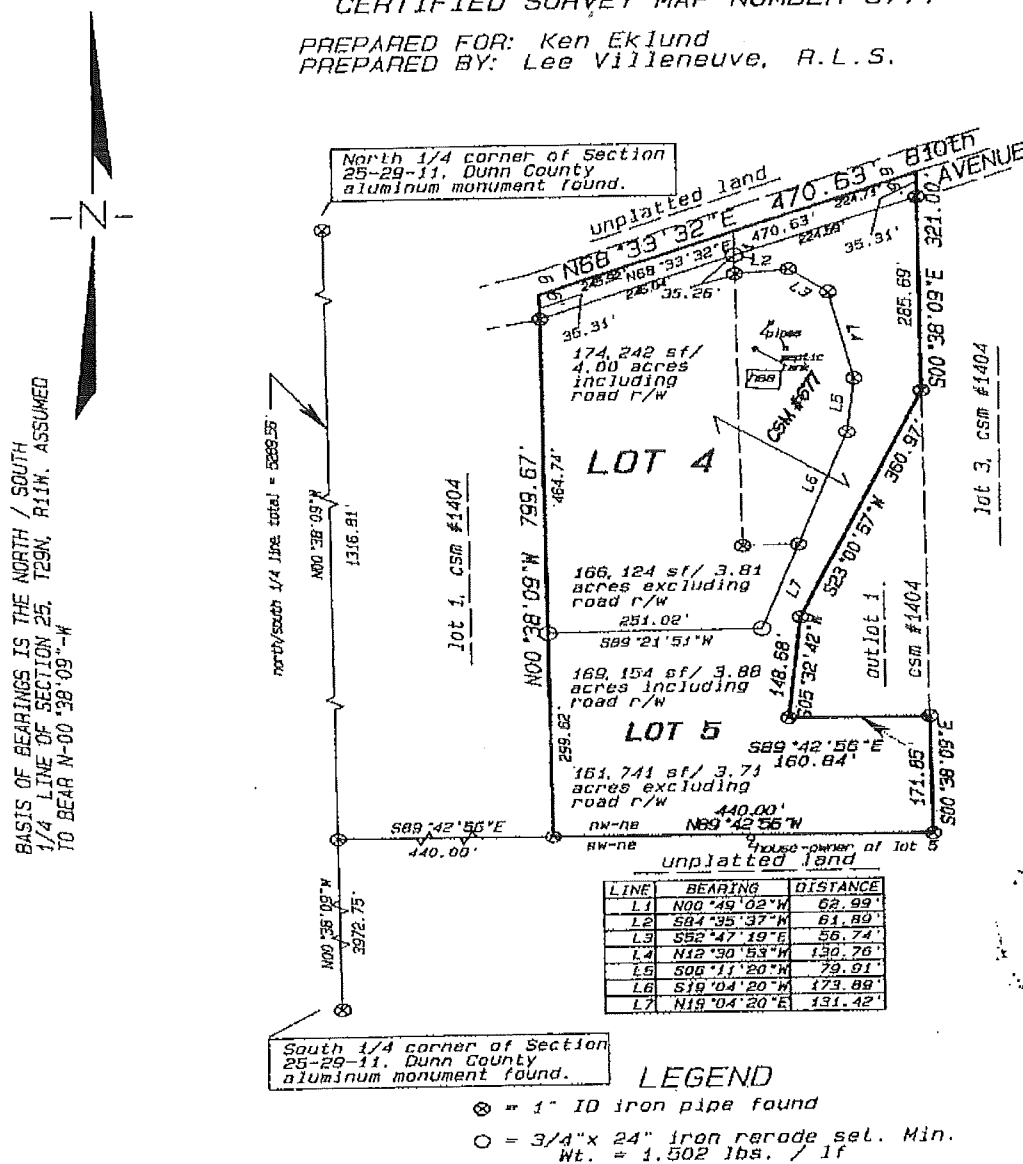 CERTIFIED SURVEY MAP NUMBER
PREPARED FOR: Ken Eklund
PREPARED BY: Lee Villeneuve, R.L.S.
N
BASIS OF BEARINGS IS THE NORTH / SOUTH
1/4 LINE OF SECTION 25, T29N, R11W, ASSUMED
TO BEAR N-00°38'09"-W
North 1/4 corner of Section
25-29-11, Dunn County
aluminum monument found.
unplatted land
N68°33'32"E 470.63'
810th
AVENUE
N68°33'32"E 470.63'
224.73'
224.59'
245.92'
246.04'
35.31'
35.26'
35.31'
L2
L3
L4
L5
L6
L7
pipes
septic
tank
CSM #677
174,242 sf/
4.00 acres
including
road r/w
LOT 4
166,124 sf/ 3.81
acres excluding
road r/w
251.02'
S89°21'51"W
169,154 sf/ 3.88
acres including
road r/w
LOT 5
161,741 sf/ 3.71
acres excluding
road r/w
S00°38'09"E 321.00'
285.69'
S23°00'57"W 360.97'
lot 3, csm #1404
outlot 1
csm #1404
148.68'
S05°32'42"W
S89°42'56"E
160.84'
171.85'
S00°38'09"E
N00°38'09"W 799.67'
464.74'
299.62'
lot 1, csm #1404
north/south 1/4 line total = 5289.56'
N00°38'09"W
1316.81'
S89°42'56"E
440.00'
440.00'
nw-ne N89°42'56"W
sw-ne
house-owner of lot 5
unplatted land
N00°38'09"W
3972.75'
LINE BEARING DISTANCE
L1 N00°49'02"W 62.99'
L2 S84°35'37"W 61.89'
L3 S52°47'19"E 56.74'
L4 N12°30'53"W 130.76'
L5 S06°11'20"W 79.91'
L6 S19°04'20"W 173.89'
L7 N19°04'20"E 131.42'
South 1/4 corner of Section
25-29-11, Dunn County
aluminum monument found.
LEGEND
= 1" ID iron pipe found
= 3/4"x 24" iron rerode set. Min.
Wt. = 1.502 lbs. / lf